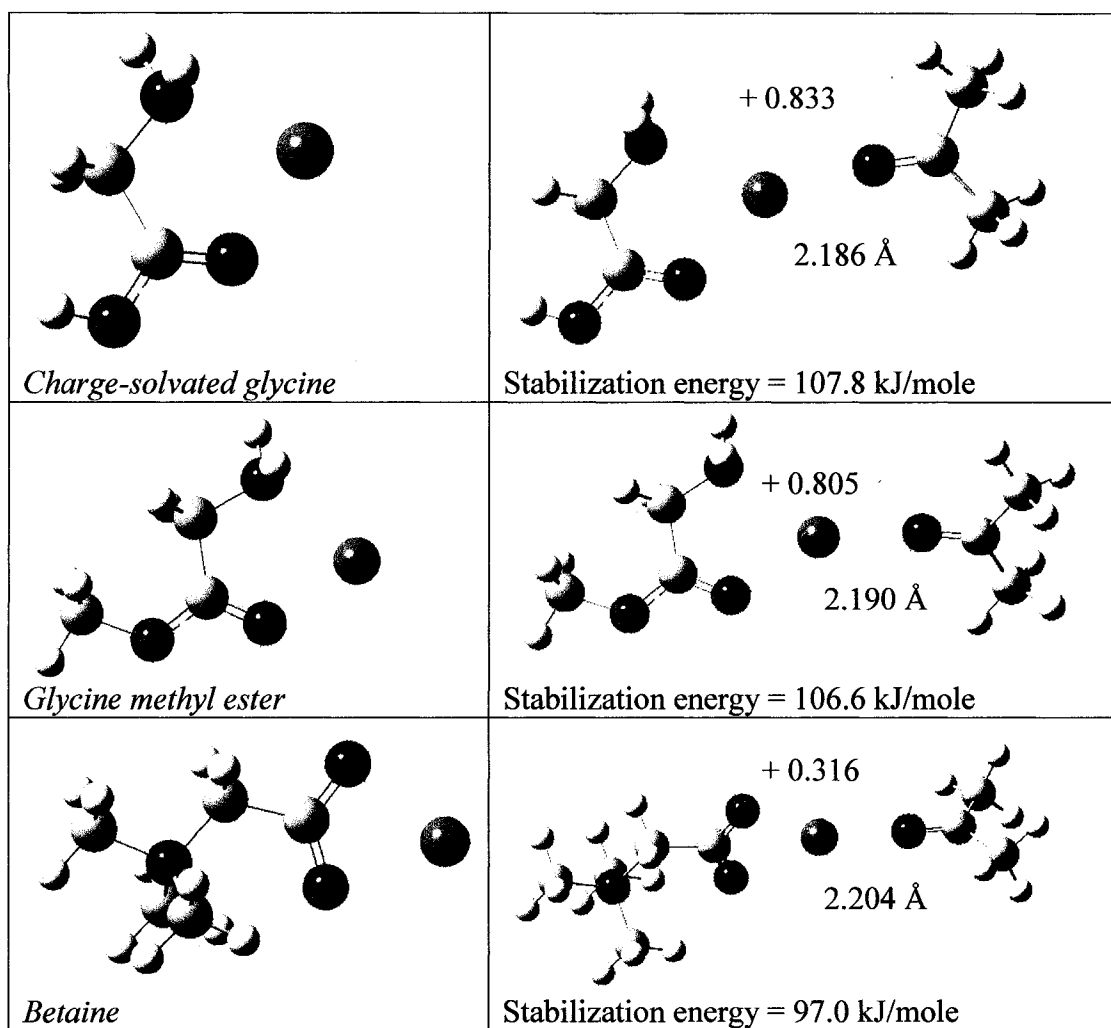 + 0.833
2.186 Å
Charge-solvated glycine
Stabilization energy = 107.8 kJ/mole
+ 0.805
2.190 Å
Glycine methyl ester
Stabilization energy = 106.6 kJ/mole
+ 0.316
2.204 Å
Betaine
Stabilization energy = 97.0 kJ/mole